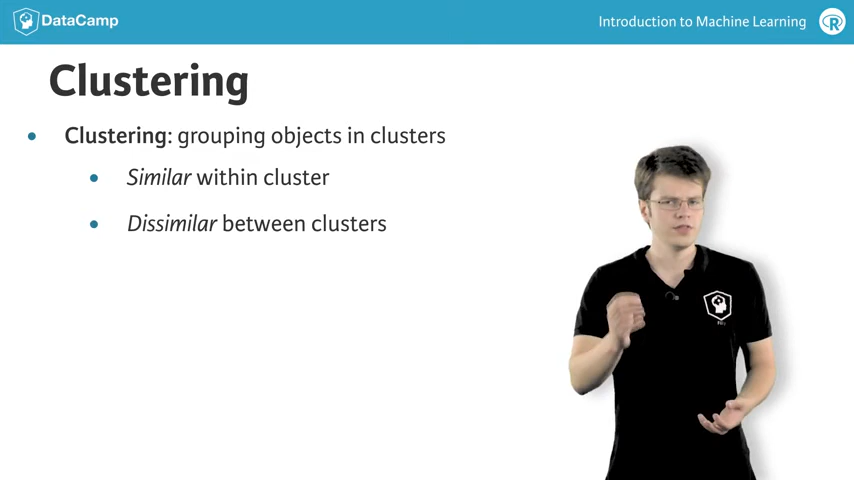 DataCamp
Introduction to Machine Learning
R
Clustering
Clustering: grouping objects in clusters
Similar within cluster
Dissimilar between clusters